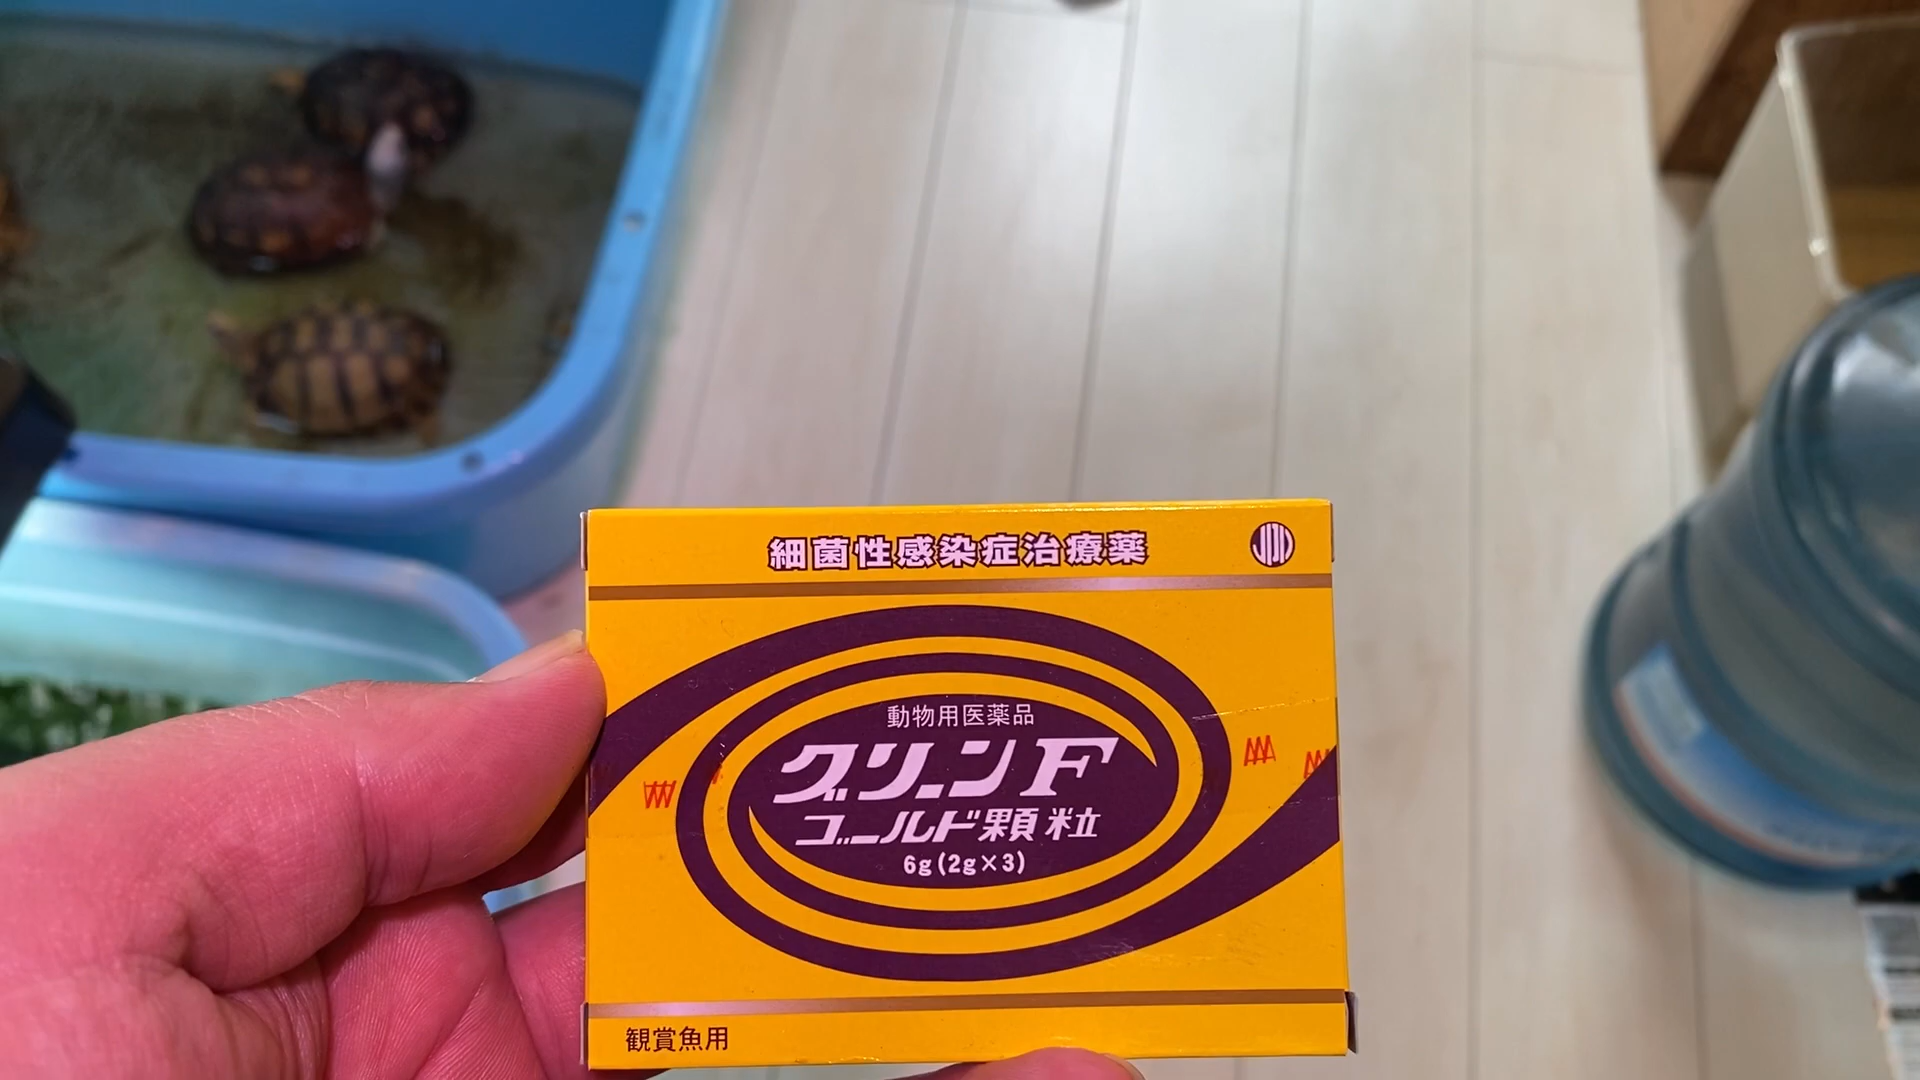 細菌性感染症治療薬
動物用医薬品
グリーンF
ゴールド顆粒
6g(2g×3)
観賞魚用